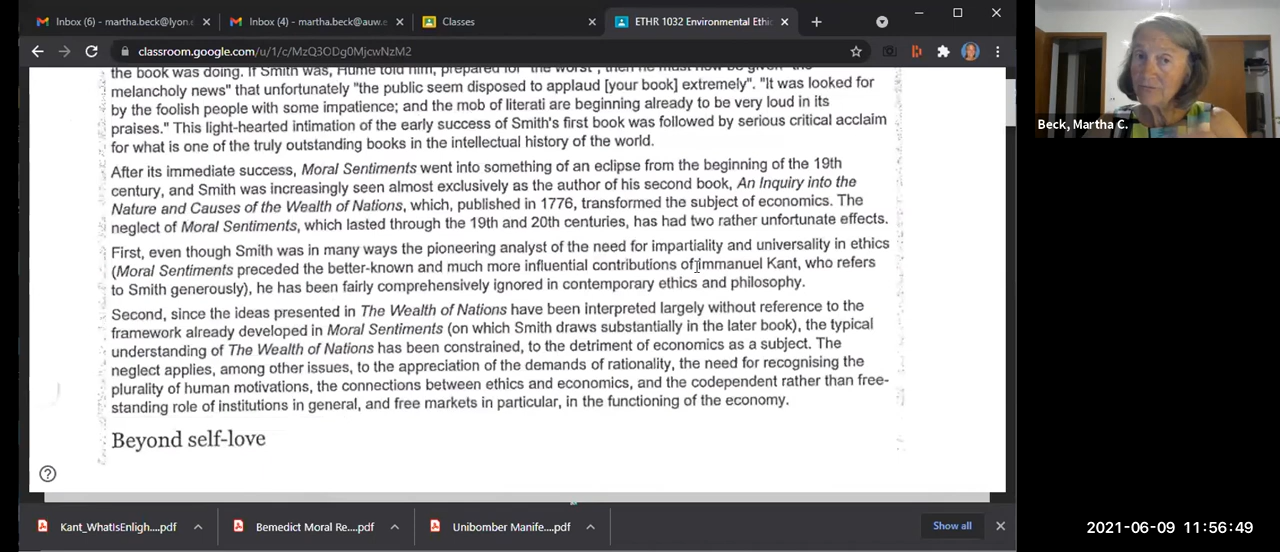 Inbox (6) - martha.beck@lyon.e
Inbox (4) - martha.beck@auw.e
Classes
ETHR 1032 Environmental Ethic
classroom.google.com/u/1/c/MzQ3ODg0MjcwNzM2
the book was doing. If Smith was, Hume told him, prepared for "the worst", then he must now be given "the
melancholy news" that unfortunately "the public seem disposed to applaud [your book] extremely". "It was looked for
by the foolish people with some impatience; and the mob of literati are beginning already to be very loud in its
praises." This light-hearted intimation of the early success of Smith's first book was followed by serious critical acclaim
for what is one of the truly outstanding books in the intellectual history of the world.
After its immediate success, Moral Sentiments went into something of an eclipse from the beginning of the 19th
century, and Smith was increasingly seen almost exclusively as the author of his second book, An Inquiry into the
Nature and Causes of the Wealth of Nations, which, published in 1776, transformed the subject of economics. The
neglect of Moral Sentiments, which lasted through the 19th and 20th centuries, has had two rather unfortunate effects.
First, even though Smith was in many ways the pioneering analyst of the need for impartiality and universality in ethics
(Moral Sentiments preceded the better-known and much more influential contributions of Immanuel Kant, who refers
to Smith generously), he has been fairly comprehensively ignored in contemporary ethics and philosophy.
Second, since the ideas presented in The Wealth of Nations have been interpreted largely without reference to the
framework already developed in Moral Sentiments (on which Smith draws substantially in the later book), the typical
understanding of The Wealth of Nations has been constrained, to the detriment of economics as a subject. The
neglect applies, among other issues, to the appreciation of the demands of rationality, the need for recognising the
plurality of human motivations, the connections between ethics and economics, and the codependent rather than free-
standing role of institutions in general, and free markets in particular, in the functioning of the economy.
Beyond self-love
Kant_WhatIsEnligh....pdf
Bemedict Moral Re....pdf
Unibomber Manife....pdf
Show all
Beck, Martha C.
2021-06-09 11:56:49